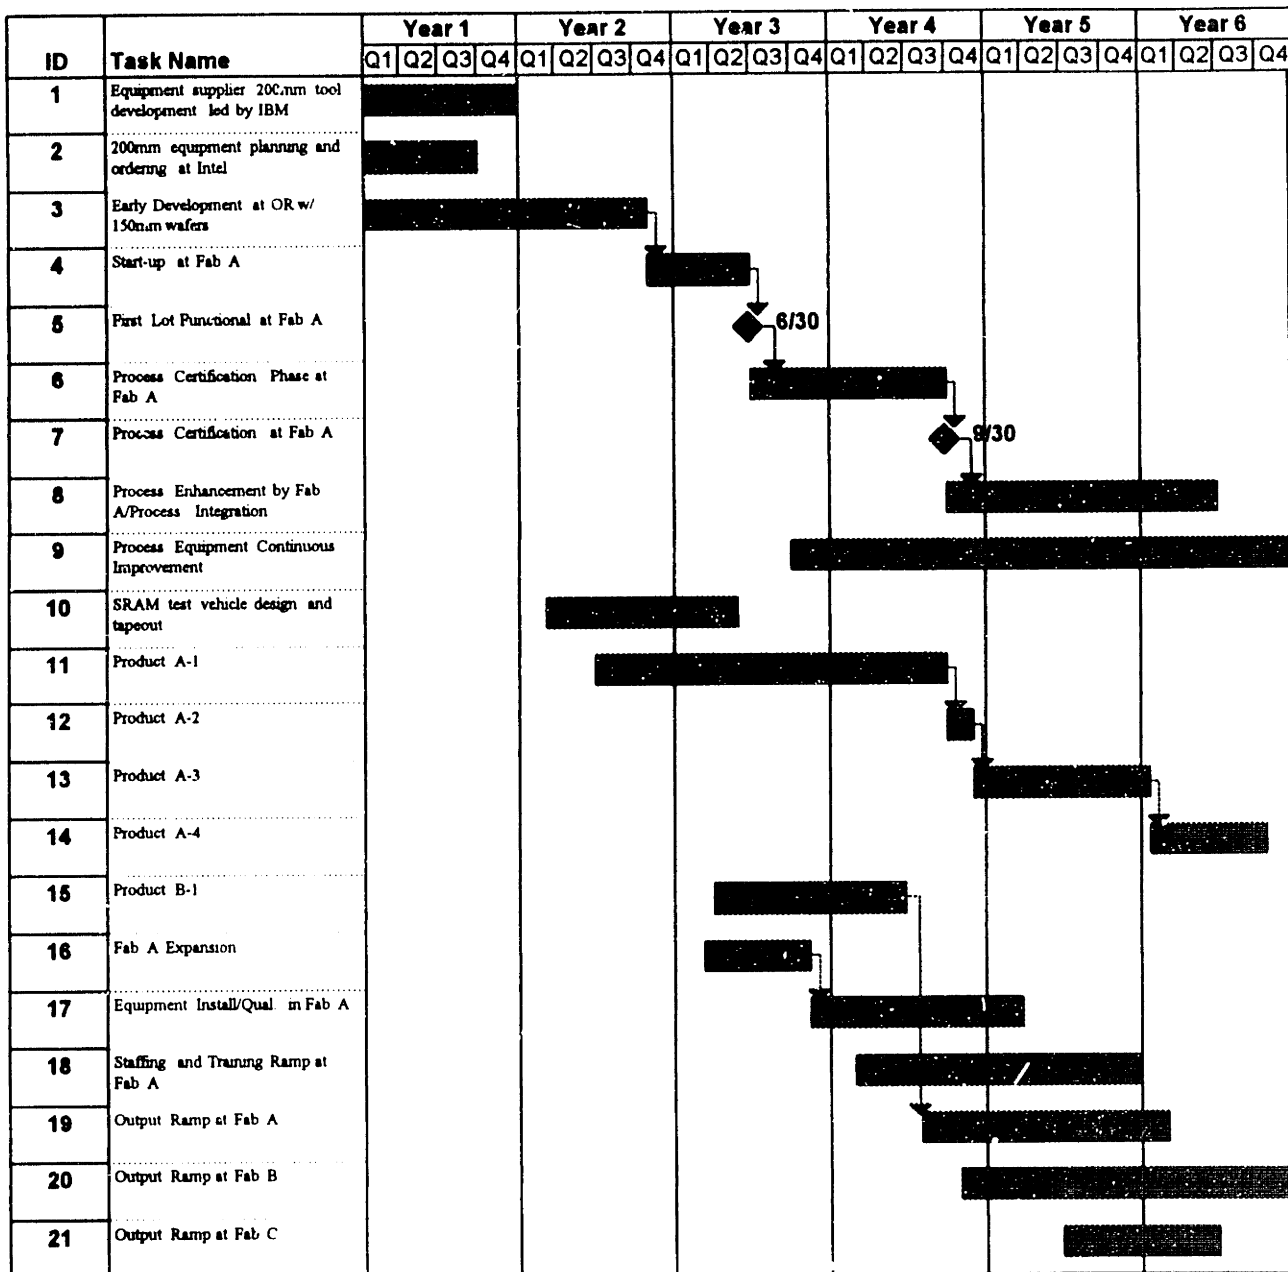 Year 1 Year 2 Year 3 Year 4 Year 5 Year 6
ID Task Name Q1 Q2 Q3 Q4 Q1 Q2 Q3 Q4 Q1 Q2 Q3 Q4 Q1 Q2 Q3 Q4 Q1 Q2 Q3 Q4 Q1 Q2 Q3 Q4
1 Equipment supplier 200mm tool
development led by IBM
2 200mm equipment planning and
ordering at Intel
3 Early Development at OR w/
150mm wafers
4 Start-up at Fab A
5 First Lot Functional at Fab A
6/30
6 Process Certification Phase at
Fab A
7 Process Certification at Fab A
9/30
8 Process Enhancement by Fab
A/Process Integration
9 Process Equipment Continuous
Improvement
10 SRAM test vehicle design and
tapeout
11 Product A-1
12 Product A-2
13 Product A-3
14 Product A-4
15 Product B-1
16 Fab A Expansion
17 Equipment Install/Qual. in Fab A
18 Staffing and Training Ramp at
Fab A
19 Output Ramp at Fab A
20 Output Ramp at Fab B
21 Output Ramp at Fab C